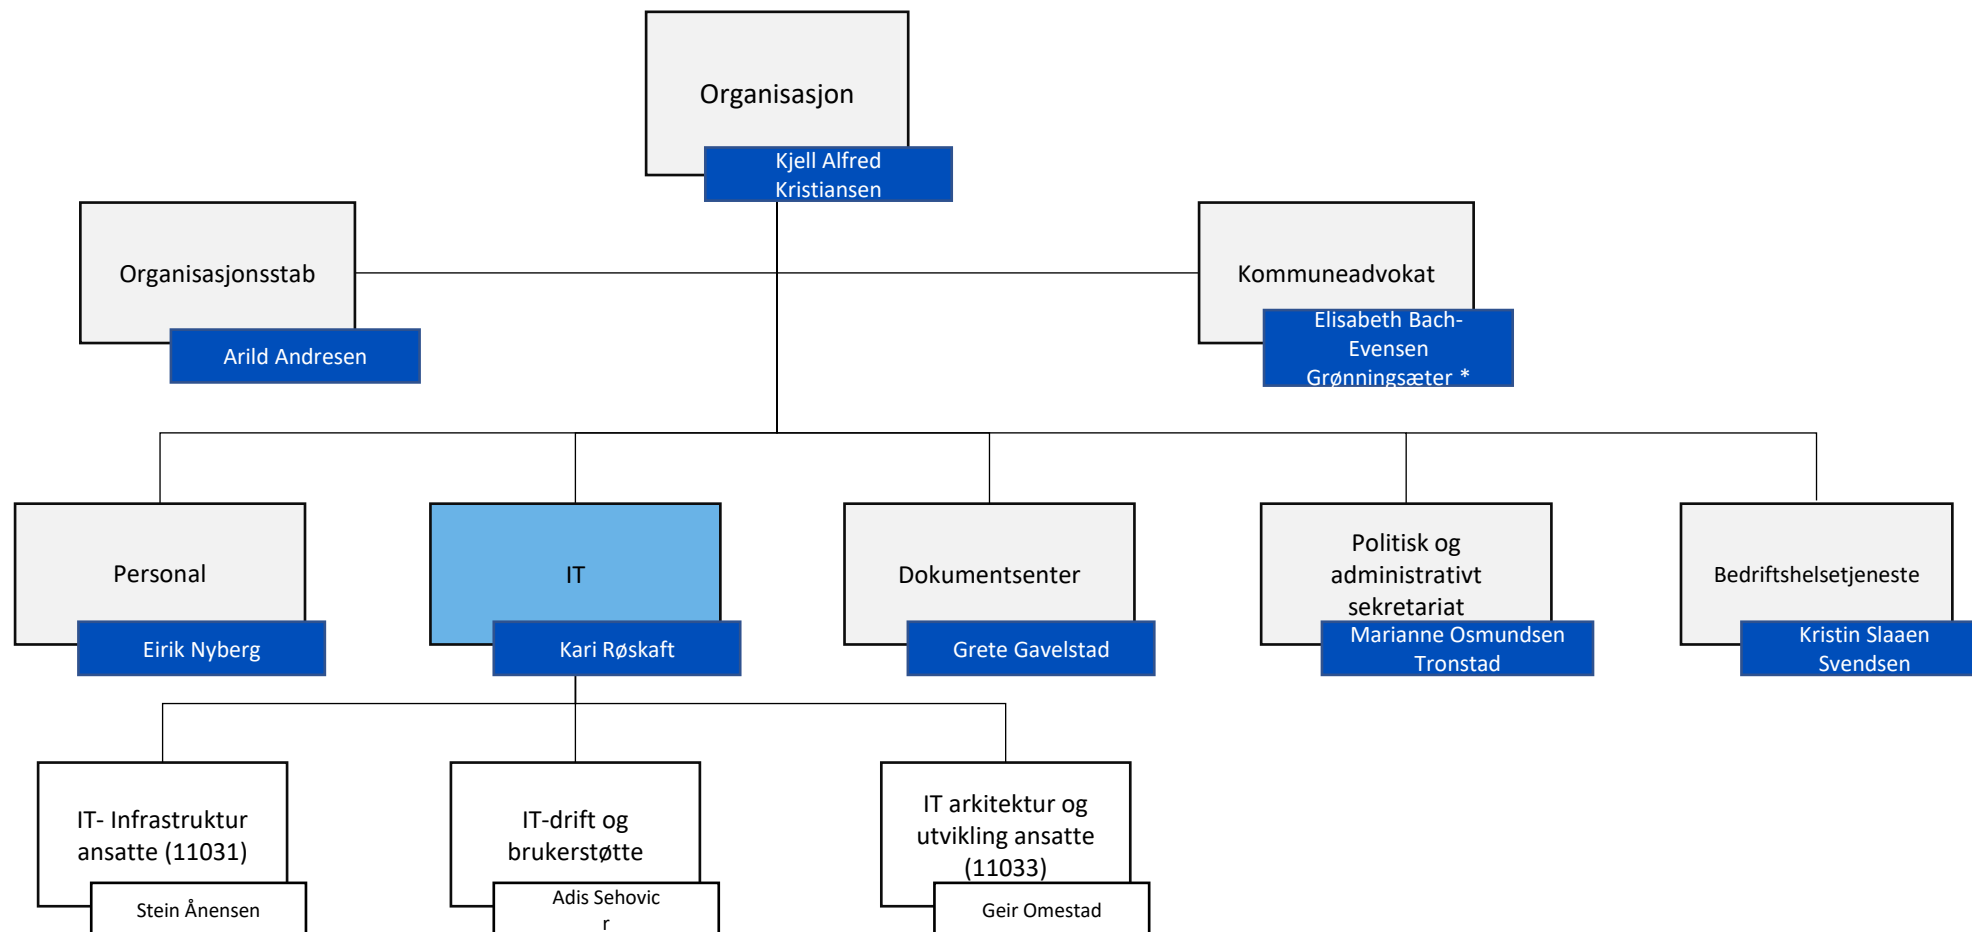 Organisasjon
Kjell Alfred
Kristiansen
Organisasjonsstab
Arild Andresen
Kommuneadvokat
Elisabeth Bach-
Evensen
Grønningsæter *
Personal
Eirik Nyberg
IT
Kari Røskaft
Dokumentsenter
Grete Gavelstad
Politisk og
administrativt
sekretariat
Marianne Osmundsen
Tronstad
Bedriftshelsetjeneste
Kristin Slaaen
Svendsen
IT- Infrastruktur
ansatte (11031)
Stein Ånensen
IT-drift og
brukerstøtte
Adis Sehovic
r
IT arkitektur og
utvikling ansatte
(11033)
Geir Omestad